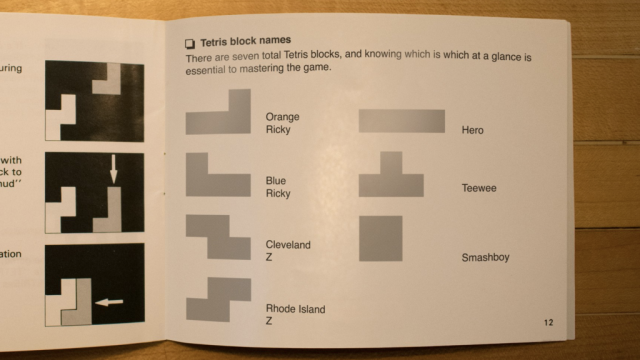 uring
with
ck to
nud"
ation
Tetris block names
There are seven total Tetris blocks, and knowing which is which at a glance is
essential to mastering the game.
Orange
Ricky
Hero
Blue
Ricky
Teewee
Cleveland
Z
Smashboy
Rhode Island
Z
12